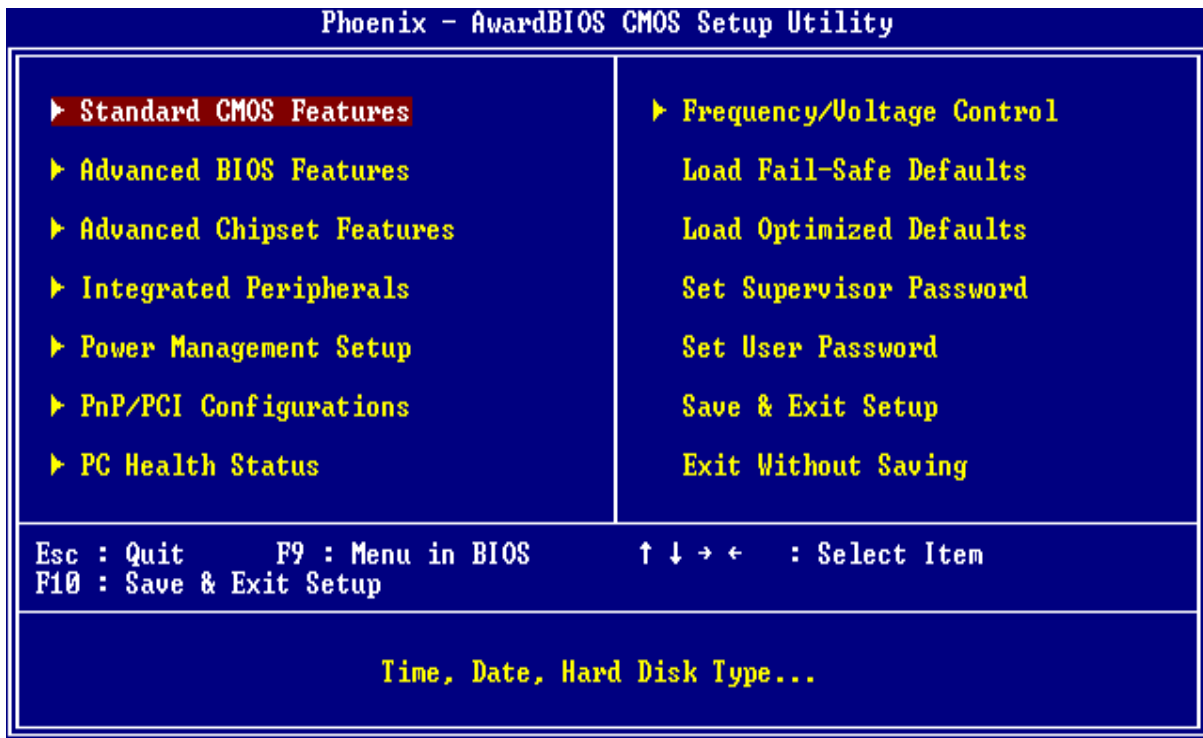 Phoenix - AwardBIOS CMOS Setup Utility
Standard CMOS Features
Advanced BIOS Features
Advanced Chipset Features
Integrated Peripherals
Power Management Setup
PnP/PCI Configurations
PC Health Status
Frequency/Voltage Control
Load Fail-Safe Defaults
Load Optimized Defaults
Set Supervisor Password
Set User Password
Save & Exit Setup
Exit Without Saving
Esc : Quit F9 : Menu in BIOS ↑ ↓ → ← : Select Item
F10 : Save & Exit Setup
Time, Date, Hard Disk Type...